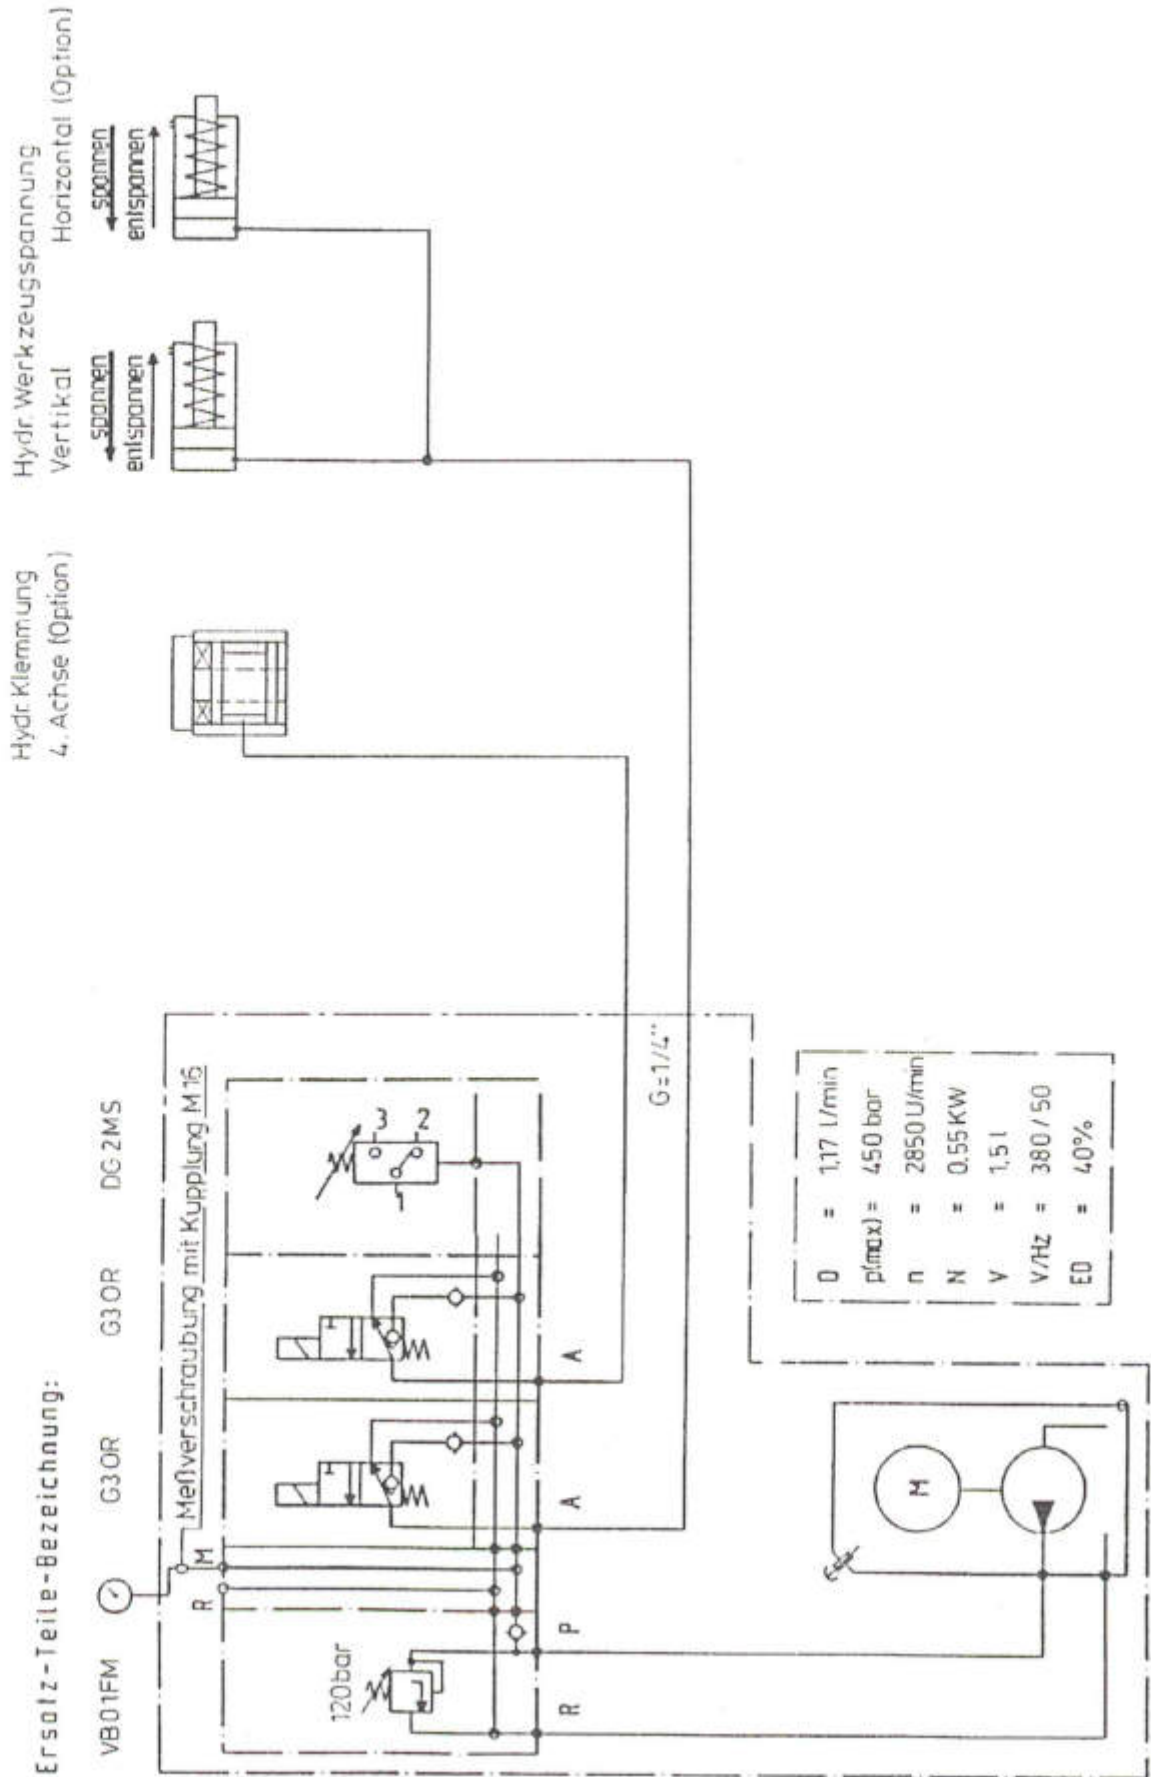 Ersatz-Teile-Bezeichnung:
VB01FM
G3OR
G3OR
DG2MS
Hydr. Klemmung
4. Achse (Option)
Hydr. Werkzeugspannung
Vertikal
Horizontal (Option)
spannen
entspannen
spannen
entspannen
Meßverschraubung mit Kupplung M16
R
M
120bar
3
2
1
R
P
A
A
G=1/4"
M
Q = 1,17 l/min
p(max) = 450 bar
n = 2850 U/min
N = 0,55 KW
V = 1,5 l
V/Hz = 380 / 50
ED = 40%